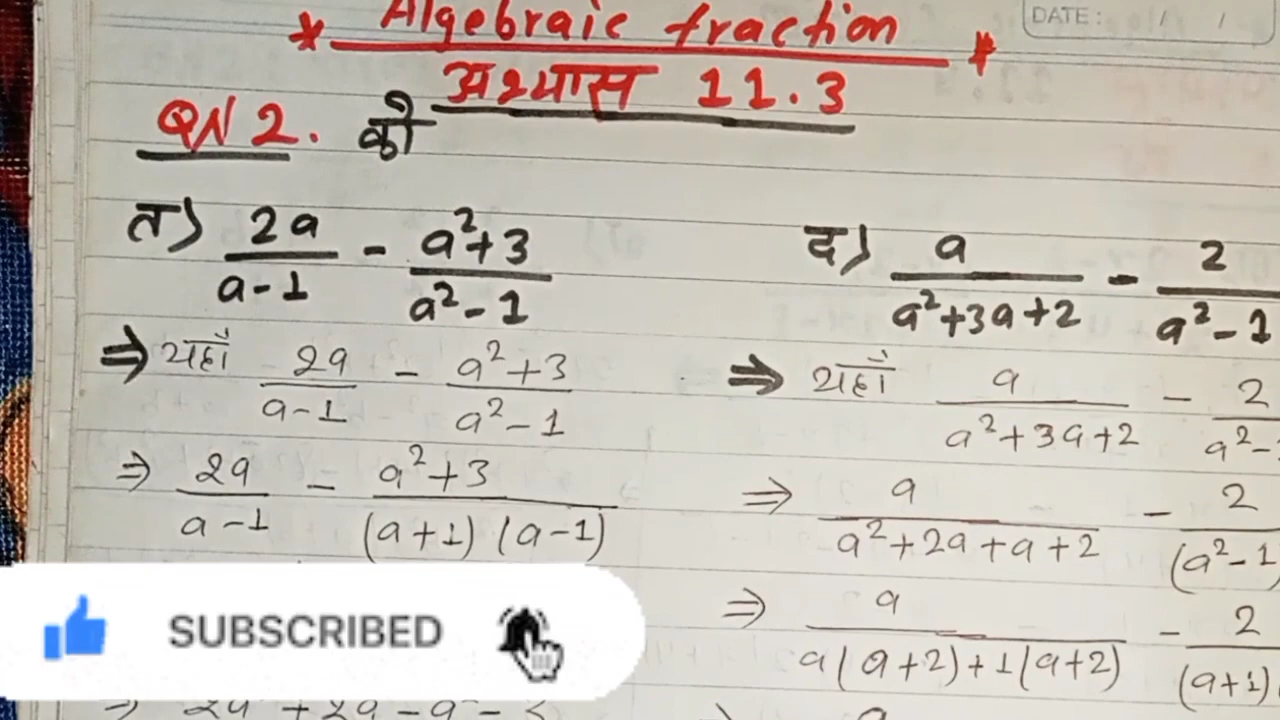 * Algebraic fraction *
DATE : / /
अभ्यास 11.3
QN 2. को
त) 2a/(a-1) - (a²+3)/(a²-1)
⇒ यहाँ 2a/(a-1) - (a²+3)/(a²-1)
⇒ 2a/(a-1) - (a²+3)/((a+1)(a-1))
SUBSCRIBED
द) a/(a²+3a+2) - 2/(a²-1
⇒ यहाँ a/(a²+3a+2) - 2/(a²-
⇒ a/(a²+2a+a+2) - 2/(a²-1
⇒ a/(a(a+2)+1(a+2)) - 2/(a+1)